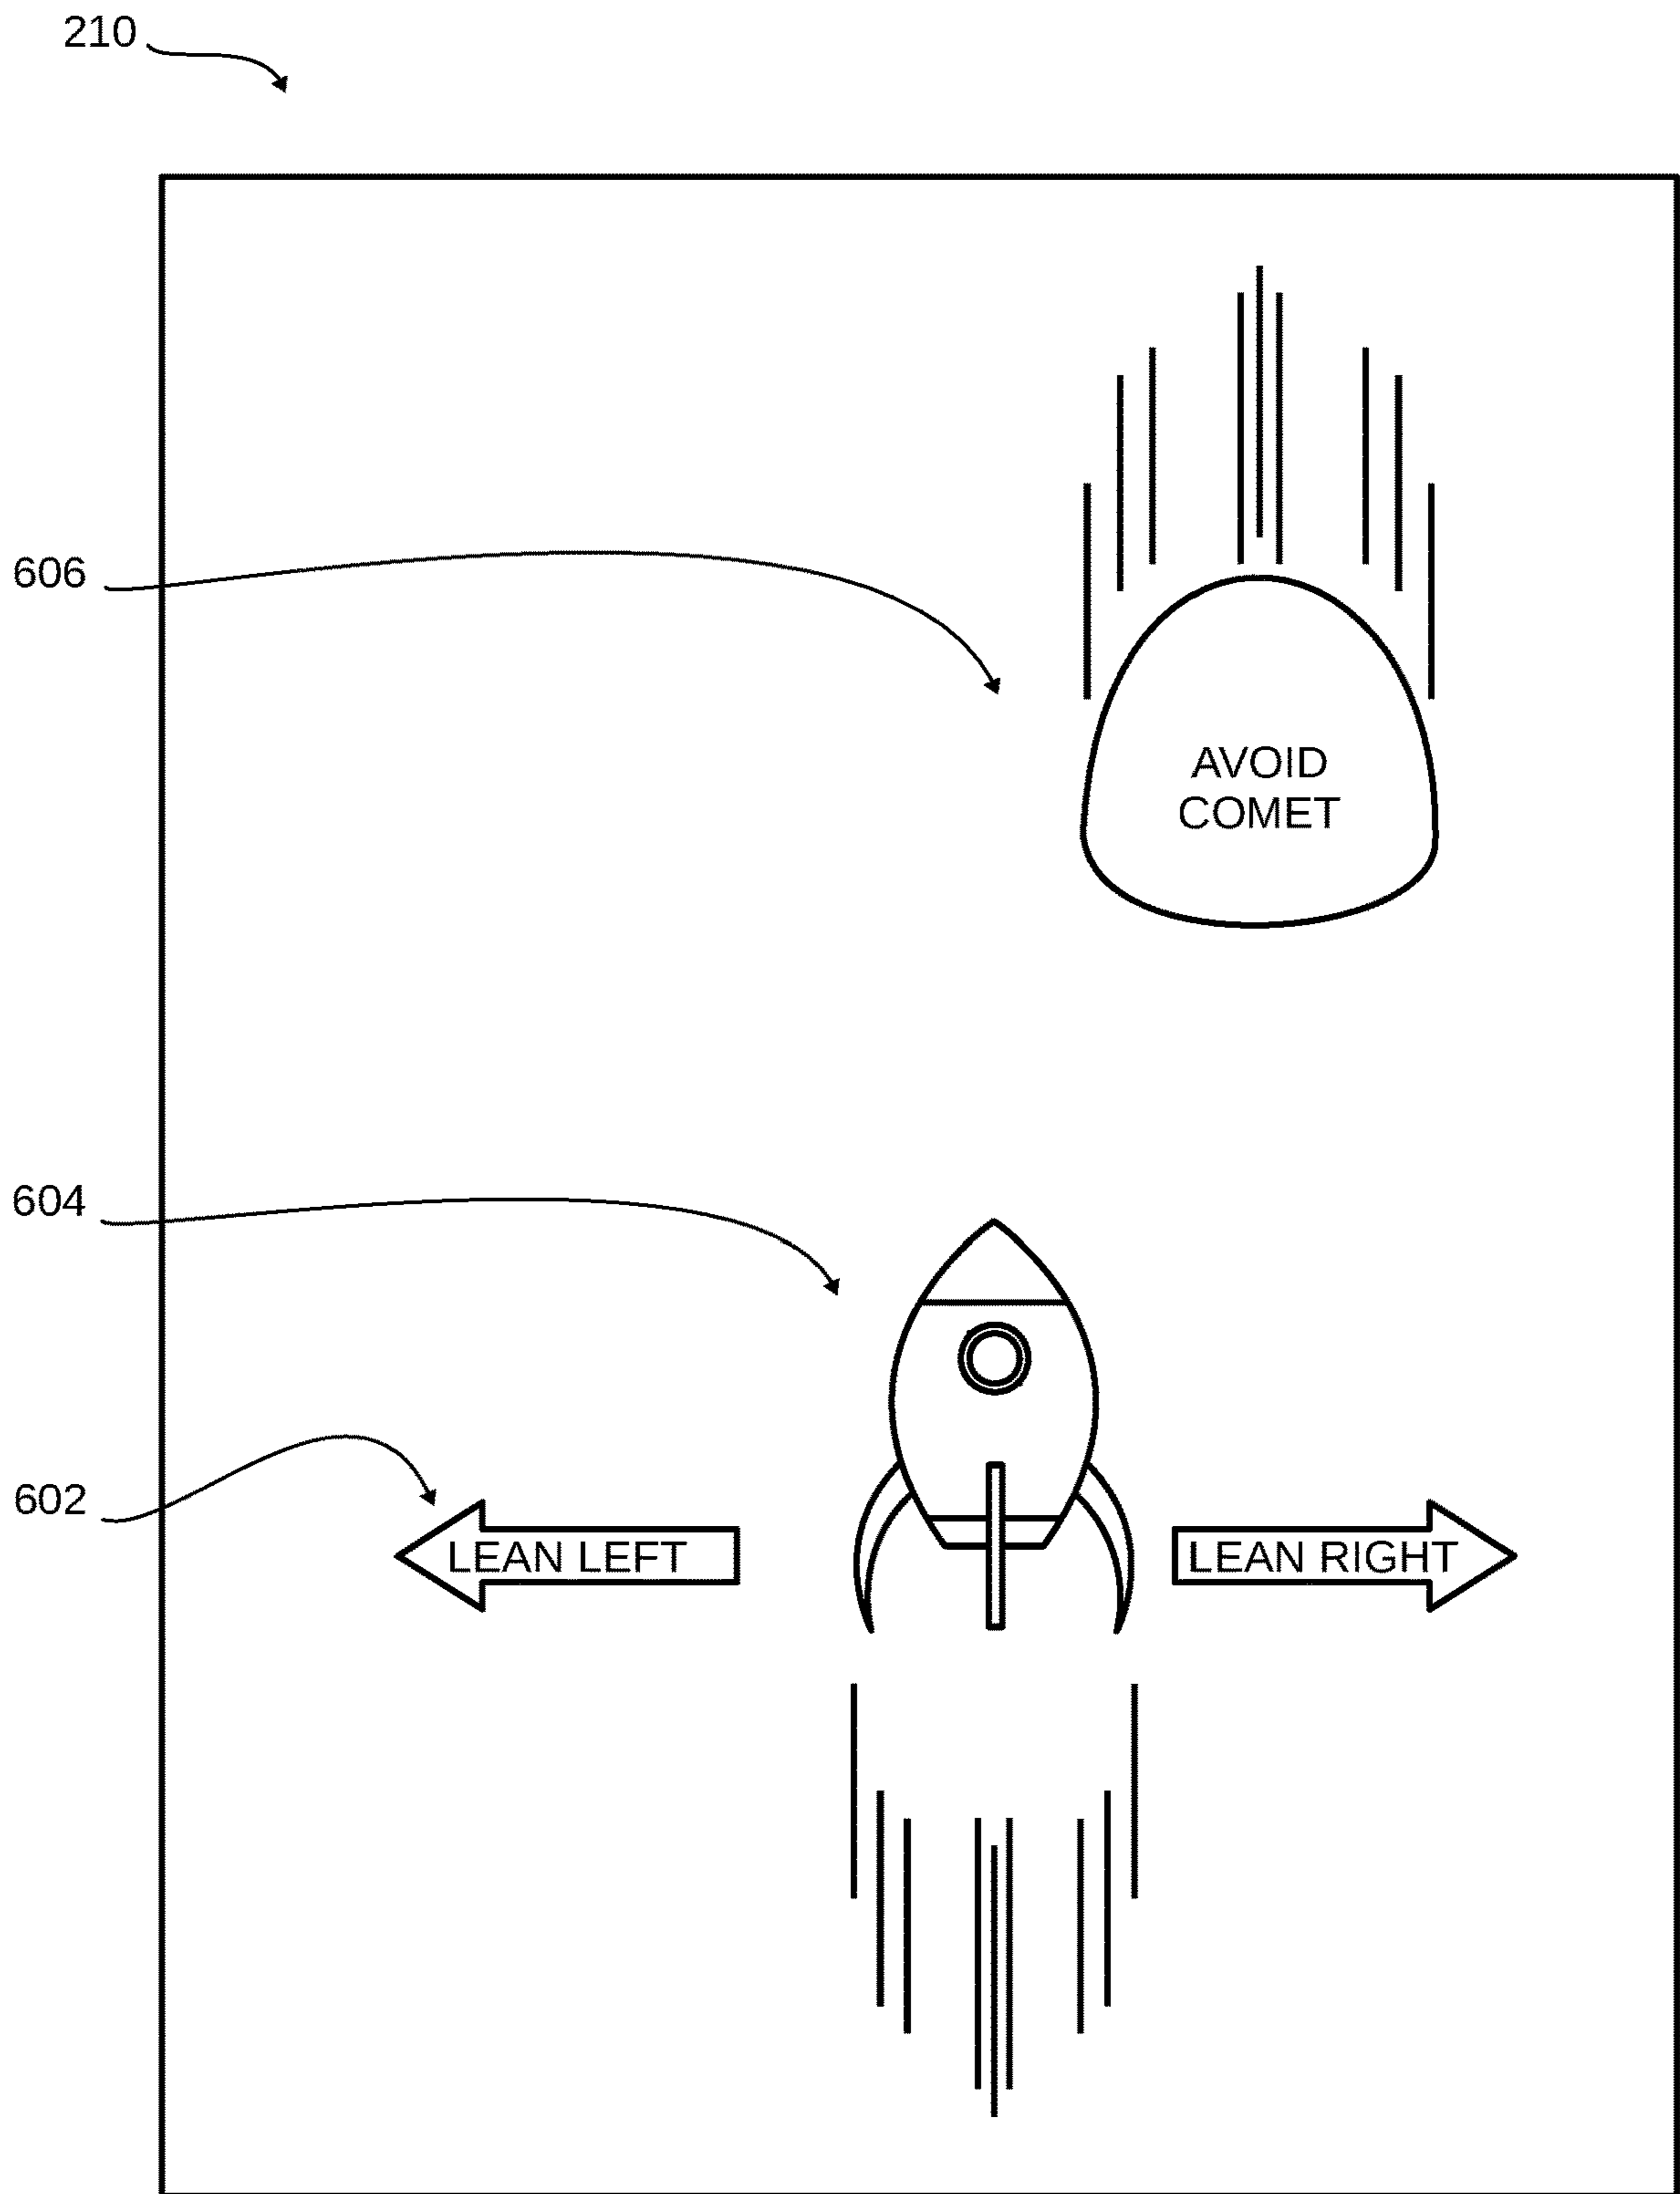 210
606
AVOID
COMET
604
602
LEAN LEFT
LEAN RIGHT